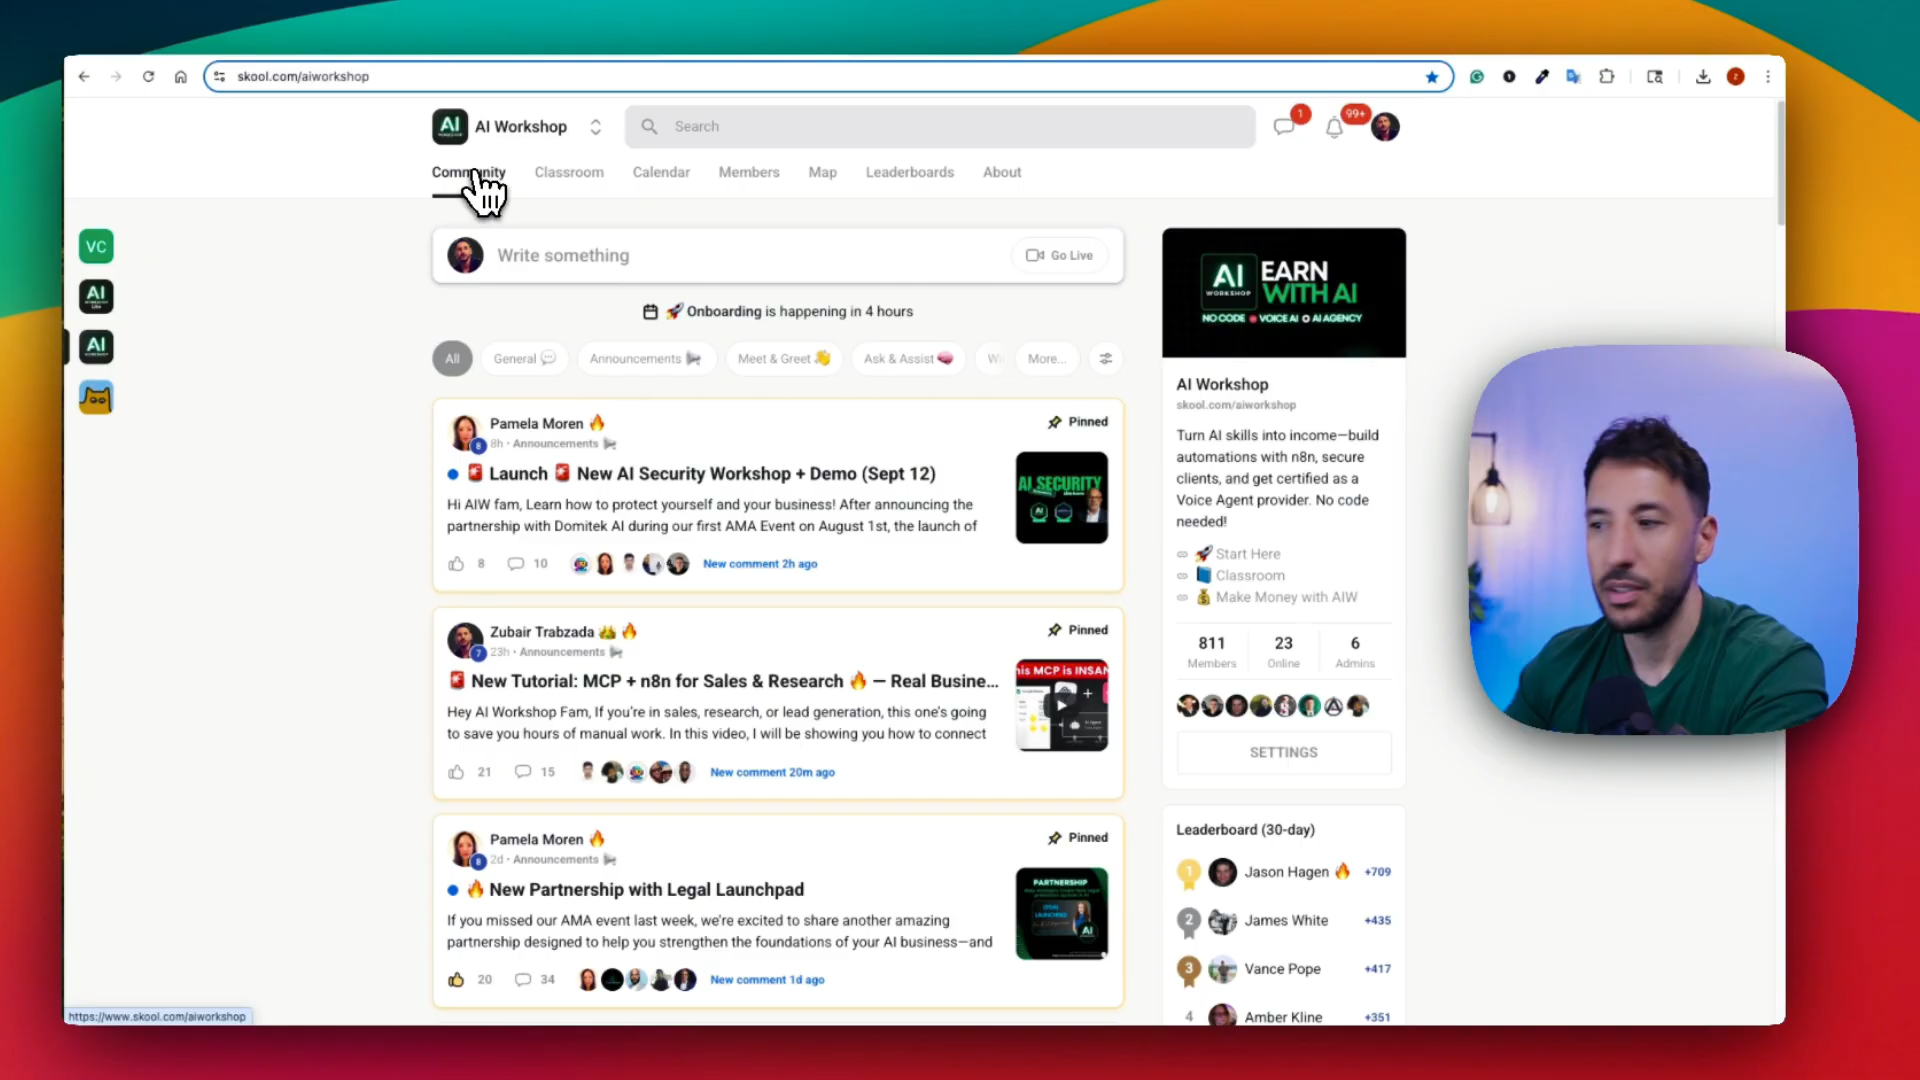 skool.com/aiworkshop
AI Workshop
Search
1
99+
Community
Classroom
Calendar
Members
Map
Leaderboards
About
VC
AI
AI
Write something
Go Live
🚀 Onboarding is happening in 4 hours
All
General 💬
Announcements 📢
Meet & Greet 👋
Ask & Assist 🧠
Wi
More...
Pamela Moren 🔥
8
8h · Announcements 📢
Pinned
🚨 Launch 🚨 New AI Security Workshop + Demo (Sept 12)
Hi AIW fam, Learn how to protect yourself and your business! After announcing the
partnership with Domitek AI during our first AMA Event on August 1st, the launch of
AI SECURITY
8
10
New comment 2h ago
Zubair Trabzada 👑 🔥
7
23h · Announcements 📢
Pinned
🚨 New Tutorial: MCP + n8n for Sales & Research 🔥 — Real Busine...
Hey AI Workshop Fam, If you're in sales, research, or lead generation, this one's going
to save you hours of manual work. In this video, I will be showing you how to connect
his MCP is INSAN
21
15
New comment 20m ago
Pamela Moren 🔥
8
2d · Announcements 📢
Pinned
🔥 New Partnership with Legal Launchpad
If you missed our AMA event last week, we're excited to share another amazing
partnership designed to help you strengthen the foundations of your AI business—and
PARTNERSHIP
AI
20
34
New comment 1d ago
AI
WORKSHOP
EARN
WITH AI
NO CODE VOICE AI AI AGENCY
AI Workshop
skool.com/aiworkshop
Turn AI skills into income—build
automations with n8n, secure
clients, and get certified as a
Voice Agent provider. No code
needed!
🚀 Start Here
📘 Classroom
💰 Make Money with AIW
811
Members
23
Online
6
Admins
SETTINGS
Leaderboard (30-day)
1
Jason Hagen 🔥
+709
2
James White
+435
3
Vance Pope
+417
4
Amber Kline
+351
https://www.skool.com/aiworkshop